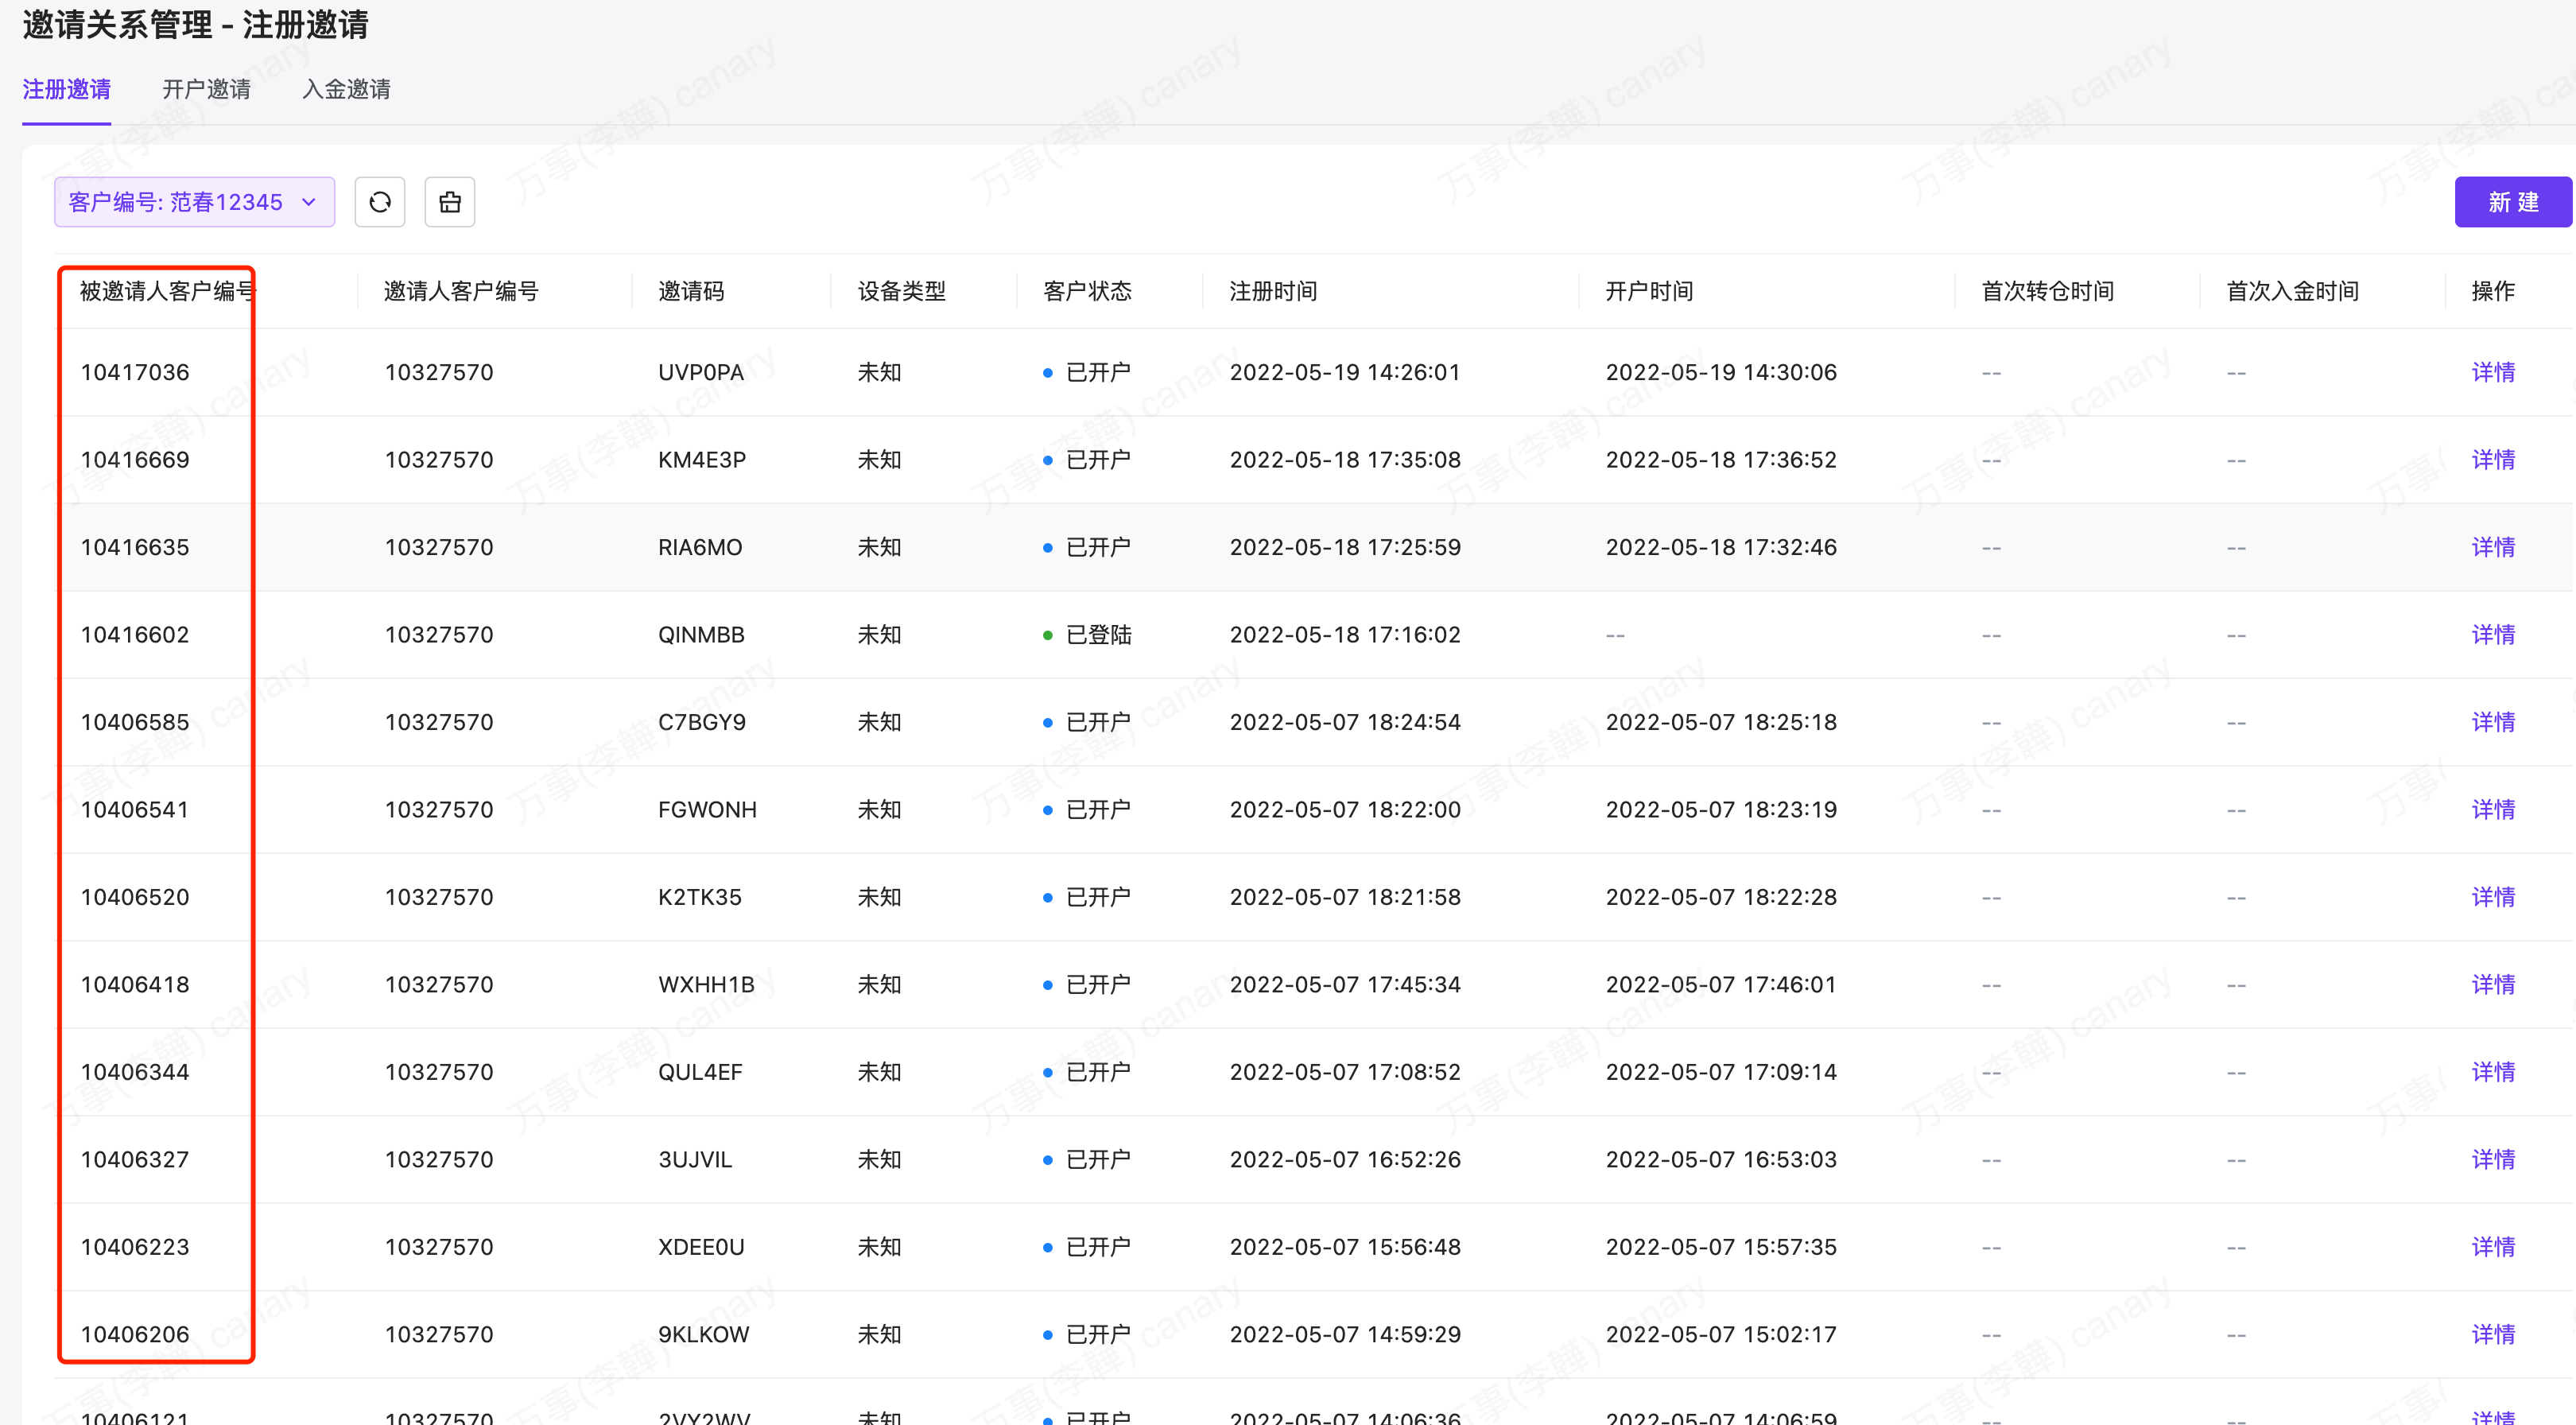 邀请关系管理 - 注册邀请
注册邀请 开户邀请 入金邀请
客户编号: 范春12345
新 建
被邀请人客户编号 邀请人客户编号 邀请码 设备类型 客户状态 注册时间 开户时间 首次转仓时间 首次入金时间 操作
10417036 10327570 UVP0PA 未知 已开户 2022-05-19 14:26:01 2022-05-19 14:30:06 -- -- 详情
10416669 10327570 KM4E3P 未知 已开户 2022-05-18 17:35:08 2022-05-18 17:36:52 -- -- 详情
10416635 10327570 RIA6MO 未知 已开户 2022-05-18 17:25:59 2022-05-18 17:32:46 -- -- 详情
10416602 10327570 QINMBB 未知 已登陆 2022-05-18 17:16:02 -- -- -- 详情
10406585 10327570 C7BGY9 未知 已开户 2022-05-07 18:24:54 2022-05-07 18:25:18 -- -- 详情
10406541 10327570 FGWONH 未知 已开户 2022-05-07 18:22:00 2022-05-07 18:23:19 -- -- 详情
10406520 10327570 K2TK35 未知 已开户 2022-05-07 18:21:58 2022-05-07 18:22:28 -- -- 详情
10406418 10327570 WXHH1B 未知 已开户 2022-05-07 17:45:34 2022-05-07 17:46:01 -- -- 详情
10406344 10327570 QUL4EF 未知 已开户 2022-05-07 17:08:52 2022-05-07 17:09:14 -- -- 详情
10406327 10327570 3UJVIL 未知 已开户 2022-05-07 16:52:26 2022-05-07 16:53:03 -- -- 详情
10406223 10327570 XDEE0U 未知 已开户 2022-05-07 15:56:48 2022-05-07 15:57:35 -- -- 详情
10406206 10327570 9KLKOW 未知 已开户 2022-05-07 14:59:29 2022-05-07 15:02:17 -- -- 详情
10406121 10327570 2VY2WV 未知 已开户 2022-05-07 14:06:36 2022-05-07 14:06:59 -- -- 详情